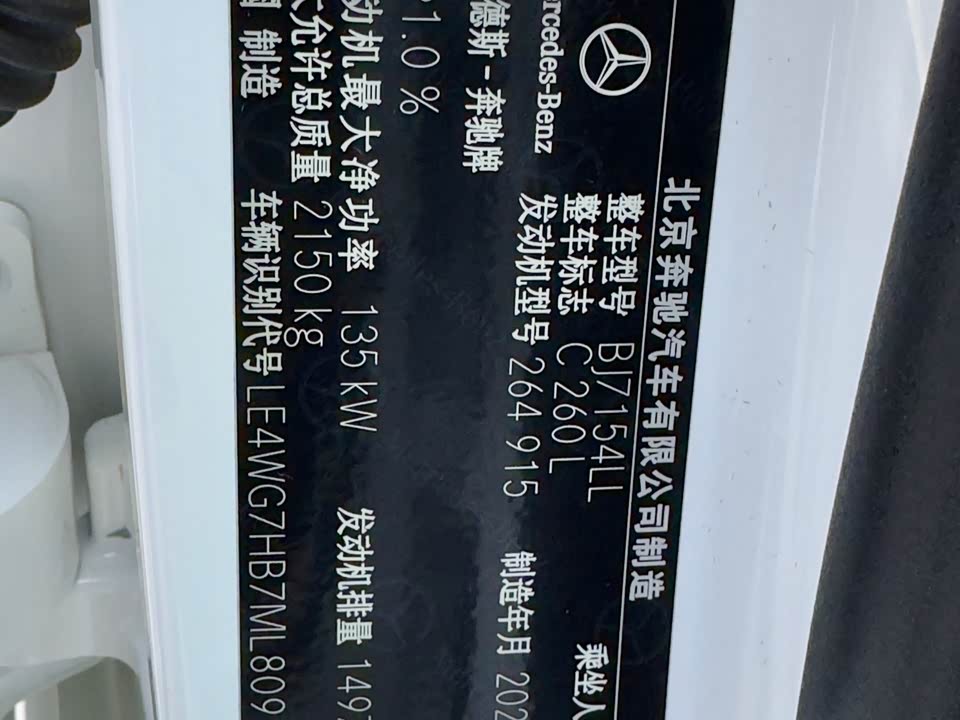 北京奔驰汽车有限公司制造
整车型号 BJ7154LL 乘坐人
整车标志 C 260 L
Mercedes-Benz 发动机型号 264 915 制造年月 202
德斯-奔驰牌
1.0 %
动机最大净功率 135 kW 发动机排量 1497
允许总质量 2150 kg
制造 车辆识别代号 LE4WG7HB7ML809